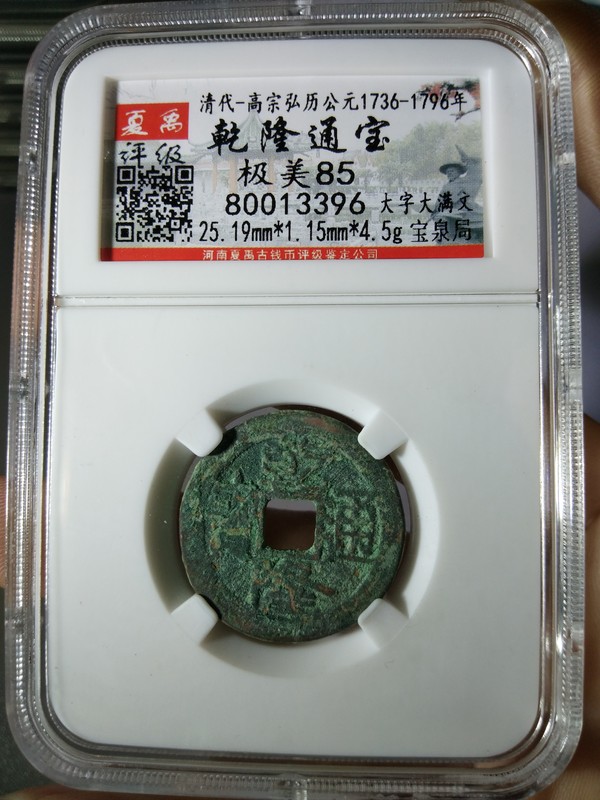 清代-高宗弘历公元1736-1796年
夏禹
评级
乾隆通宝
极美85
80013396 大字大满文
25.19mm*1.15mm*4.5g 宝泉局
河南夏禹古钱币评级鉴定公司
通